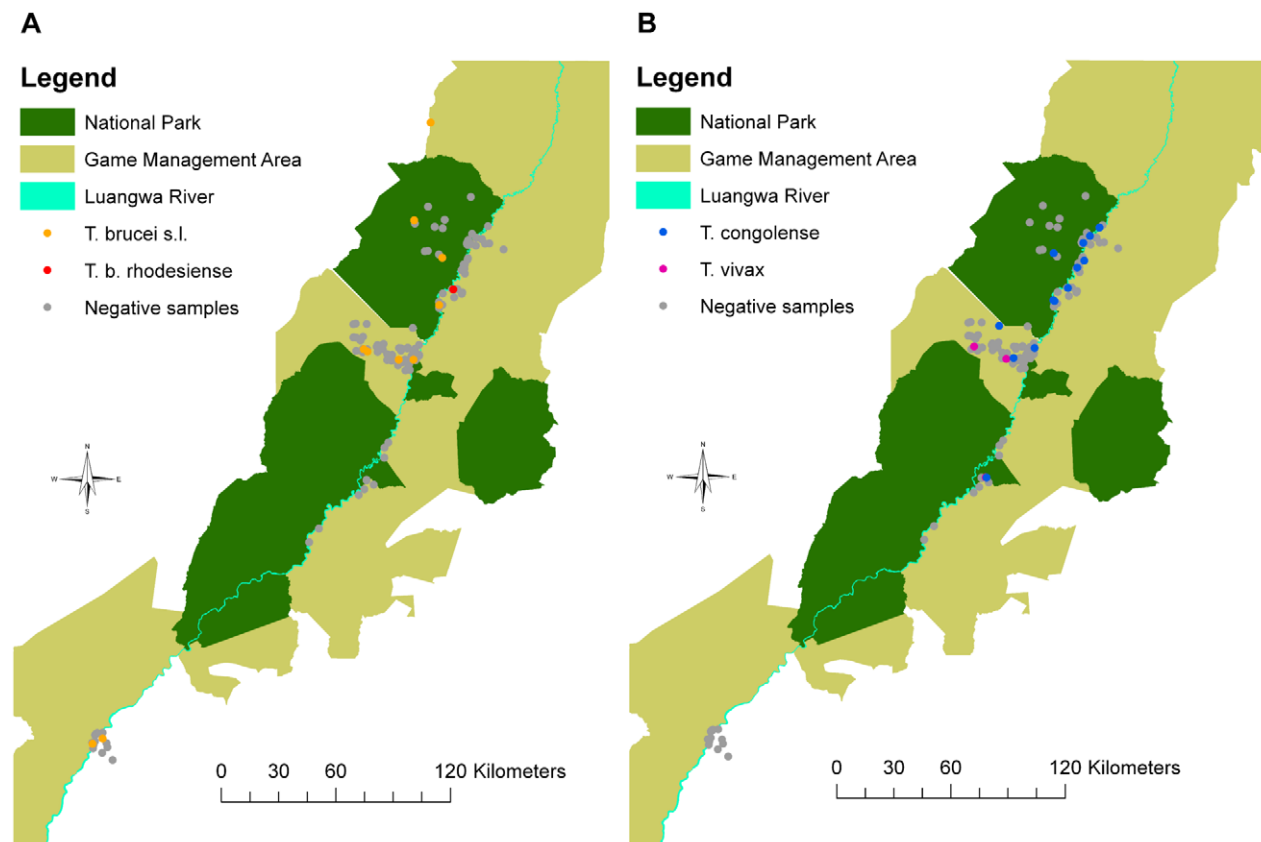 A
Legend
National Park
Game Management Area
Luangwa River
T. brucei s.l.
T. b. rhodesiense
Negative samples
N
W
E
S
0 30 60 120 Kilometers
B
Legend
National Park
Game Management Area
Luangwa River
T. congolense
T. vivax
Negative samples
N
W
E
S
0 30 60 120 Kilometers